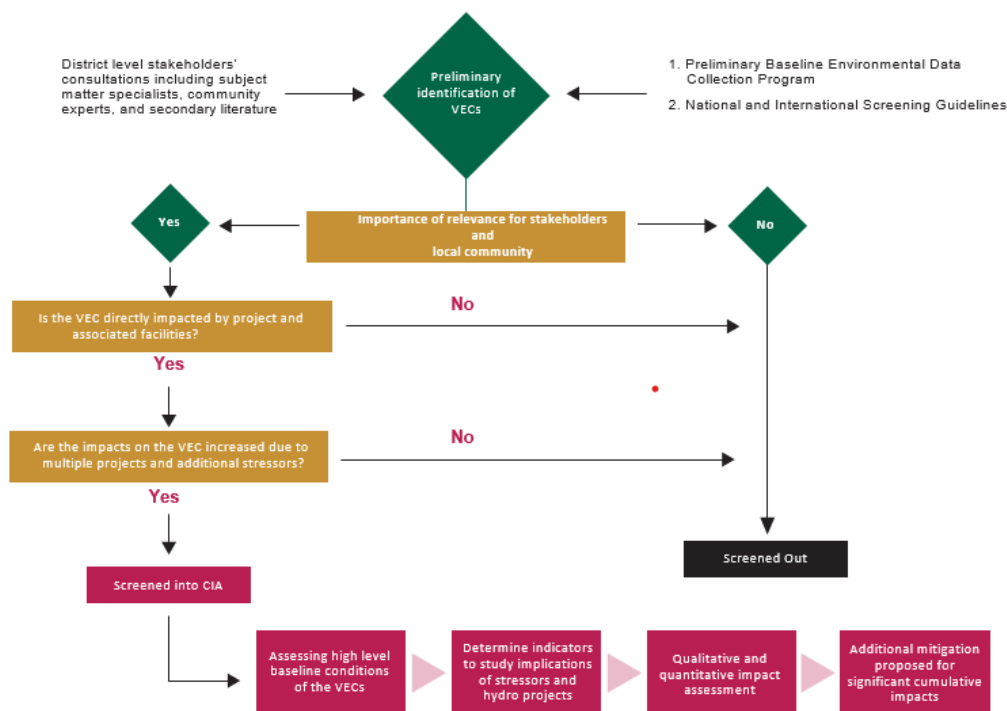 District level stakeholders'
consultations including subject
matter specialists, community
experts, and secondary literature
Preliminary
identification of
VECs
1. Preliminary Baseline Environmental Data
Collection Program
2. National and International Screening Guidelines
Yes
Importance of relevance for stakeholders
and
local community
No
Is the VEC directly impacted by project and
associated facilities?
No
Yes
Are the impacts on the VEC increased due to
multiple projects and additional stressors?
No
Yes
Screened Out
Screened into CIA
Assessing high level
baseline conditions
of the VECs
Determine indicators
to study implications
of stressors and
hydro projects
Qualitative and
quantitative impact
assessment
Additional mitigation
proposed for
significant cumulative
impacts